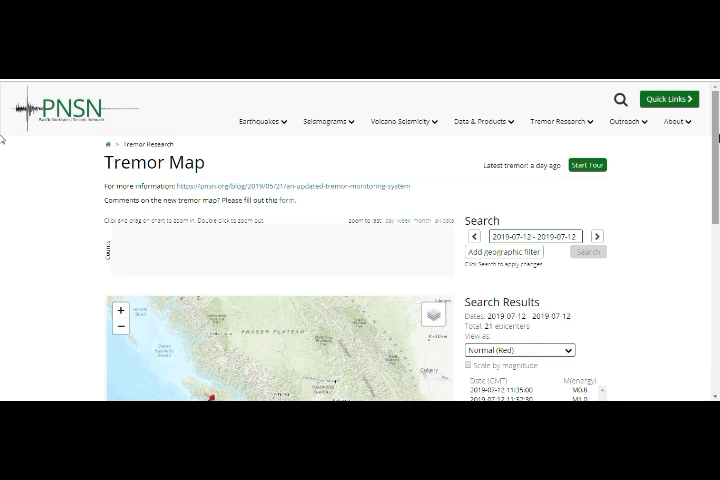 PNSN
Pacific Northwest Seismic Network
Quick Links
Earthquakes Seismograms Volcano Seismicity Data & Products Tremor Research Outreach About
> Tremor Research
Tremor Map
Latest tremor: a day ago Start Tour
For more information: https://pnsn.org/blog/2019/05/21/an-updated-tremor-monitoring-system
Comments on the new tremor map? Please fill out this form.
Click and drag on chart to zoom in. Double click to zoom out. zoom to last: day week month all data
Search
2019-07-12 - 2019-07-12
Counts
Add geographic filter Search
Click Search to apply changes
Search Results
Dates: 2019-07-12 - 2019-07-12
Total: 21 epicenters
View as:
Normal (Red)
Scale by magnitude
Date (GMT) M(energy)
2019-07-12 11:35:00 M0.8
2019-07-12 11:32:30 M1.0
+
−
FRASER PLATEAU
Calgary